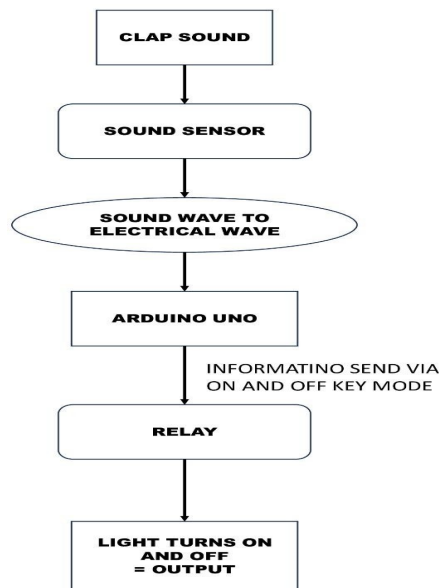 CLAP SOUND
SOUND SENSOR
SOUND WAVE TO
ELECTRICAL WAVE
ARDUINO UNO
INFORMATINO SEND VIA
ON AND OFF KEY MODE
RELAY
LIGHT TURNS ON
AND OFF
= OUTPUT